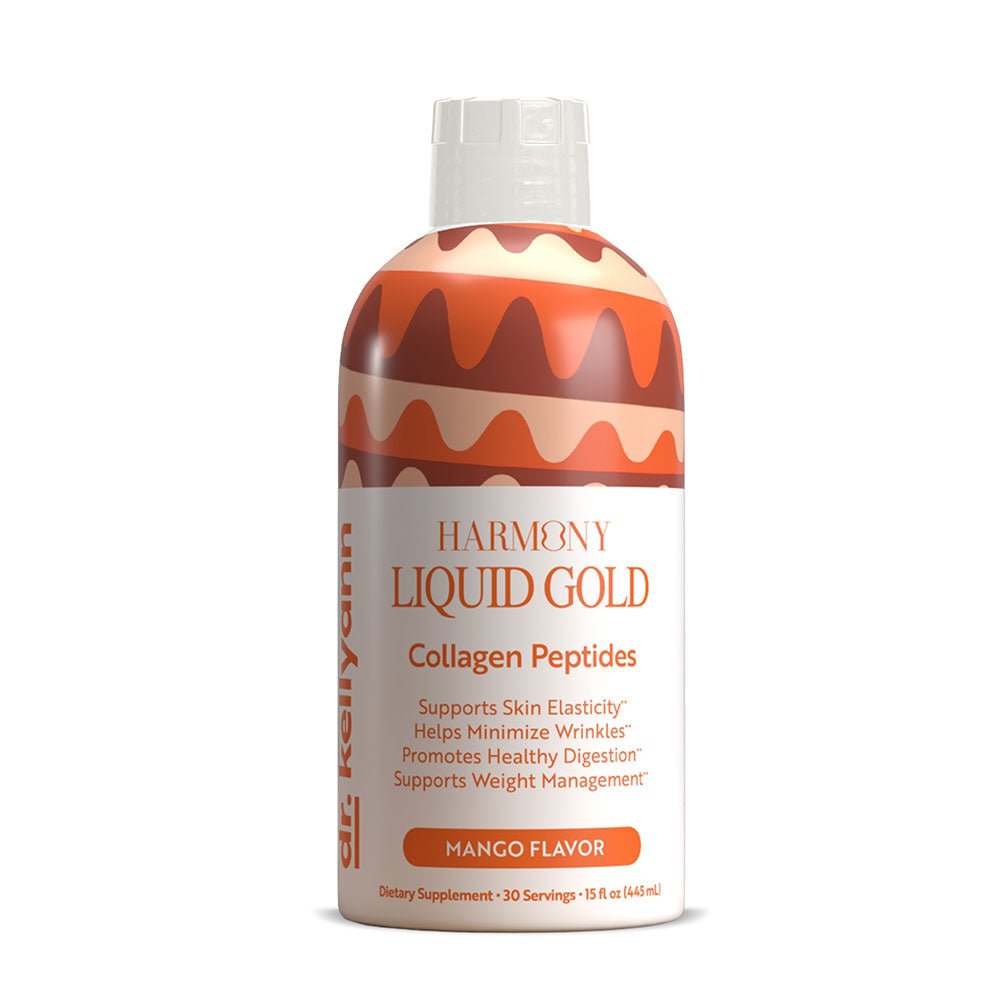 HARMONY
LIQUID GOLD
Collagen Peptides
Supports Skin Elasticity**
Helps Minimize Wrinkles**
Promotes Healthy Digestion**
Supports Weight Management**
MANGO FLAVOR
Dietary Supplement • 30 Servings • 15 fl oz (445 mL)
dr. kellyann